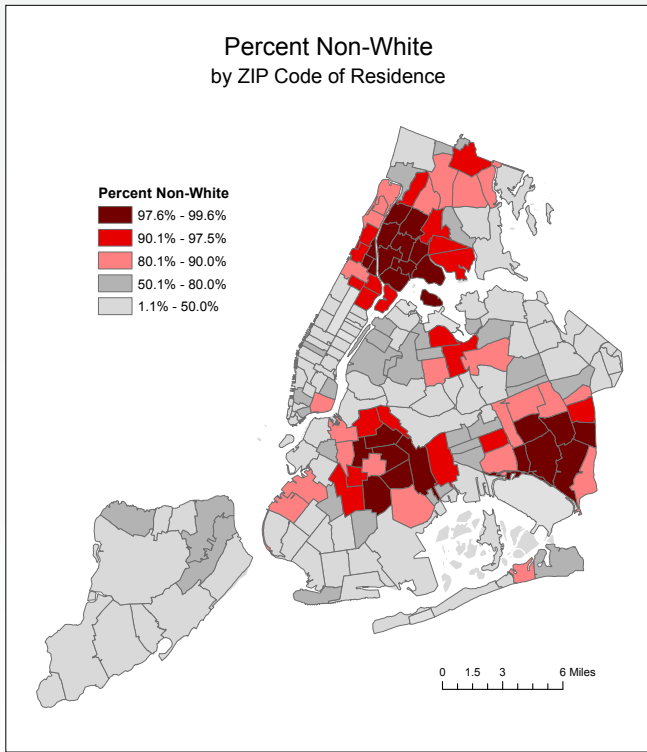 Percent Non-White
by ZIP Code of Residence
Percent Non-White
97.6% - 99.6%
90.1% - 97.5%
80.1% - 90.0%
50.1% - 80.0%
1.1% - 50.0%
0 1.5 3 6 Miles